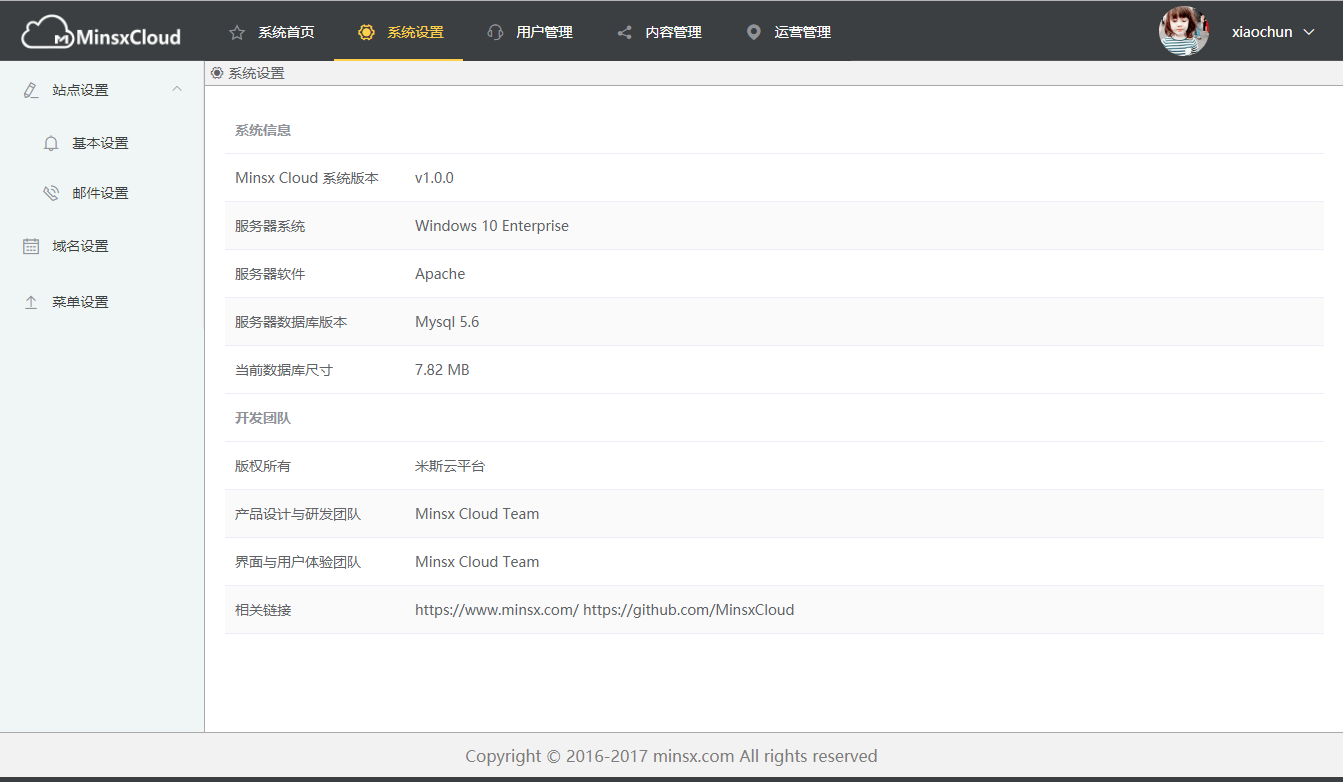 MinsxCloud 系统首页 系统设置 用户管理 内容管理 运营管理 xiaochun
站点设置
基本设置
邮件设置
域名设置
菜单设置
系统设置
系统信息
Minsx Cloud 系统版本 v1.0.0
服务器系统 Windows 10 Enterprise
服务器软件 Apache
服务器数据库版本 Mysql 5.6
当前数据库尺寸 7.82 MB
开发团队
版权所有 米斯云平台
产品设计与研发团队 Minsx Cloud Team
界面与用户体验团队 Minsx Cloud Team
相关链接 https://www.minsx.com/ https://github.com/MinsxCloud
Copyright © 2016-2017 minsx.com All rights reserved